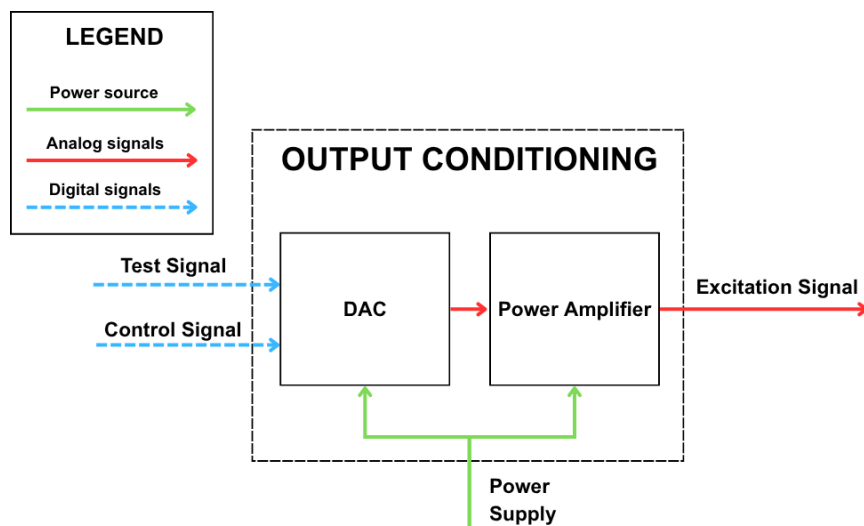 LEGEND
Power source
Analog signals
Digital signals
OUTPUT CONDITIONING
Test Signal
Control Signal
DAC
Power Amplifier
Excitation Signal
Power
Supply